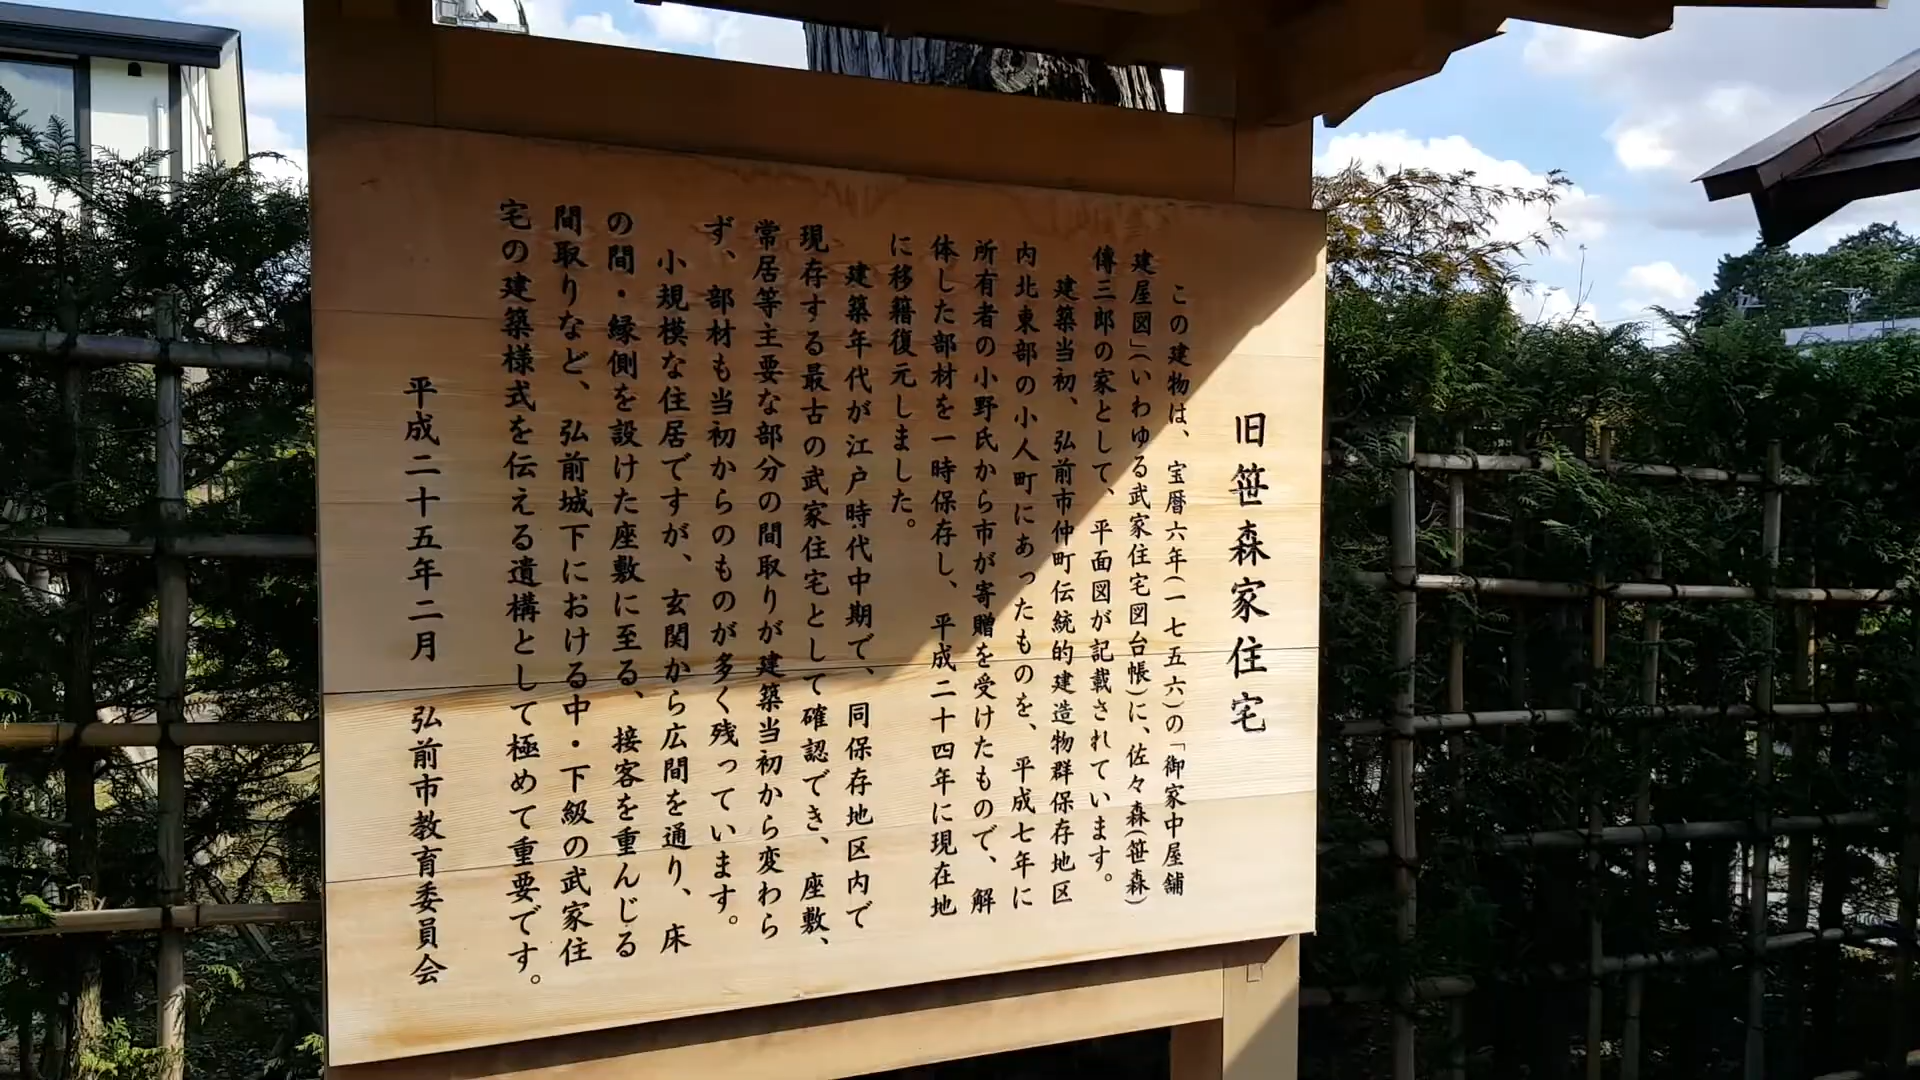 旧笹森家住宅
この建物は、宝暦六年(一七五六)の「御家中屋舗
建屋図」(いわゆる武家住宅図台帳)に、佐々森(笹森)
傳三郎の家として、平面図が記載されています。
建築当初、弘前市仲町伝統的建造物群保存地区
内北東部の小人町にあったものを、平成七年に
所有者の小野氏から市が寄贈を受けたもので、解
体した部材を一時保存し、平成二十四年に現在地
に移籍復元しました。
建築年代が江戸時代中期で、同保存地区内で
現存する最古の武家住宅として確認でき、座敷、
常居等主要な部分の間取りが建築当初から変わら
ず、部材も当初からのものが多く残っています。
小規模な住居ですが、玄関から広間を通り、床
の間・縁側を設けた座敷に至る、接客を重んじる
間取りなど、弘前城下における中・下級の武家住
宅の建築様式を伝える遺構として極めて重要です。
平成二十五年二月 弘前市教育委員会